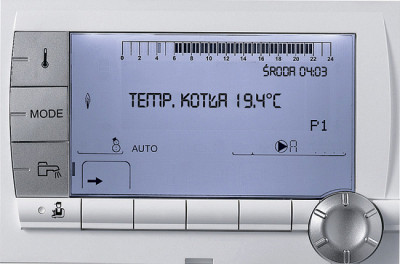 0 2 4 6 8 10 12 14 16 18 20 22 24
ŚRODA 04:03
TEMP. KOTŁA 19.4°C
MODE
P1
AUTO
A